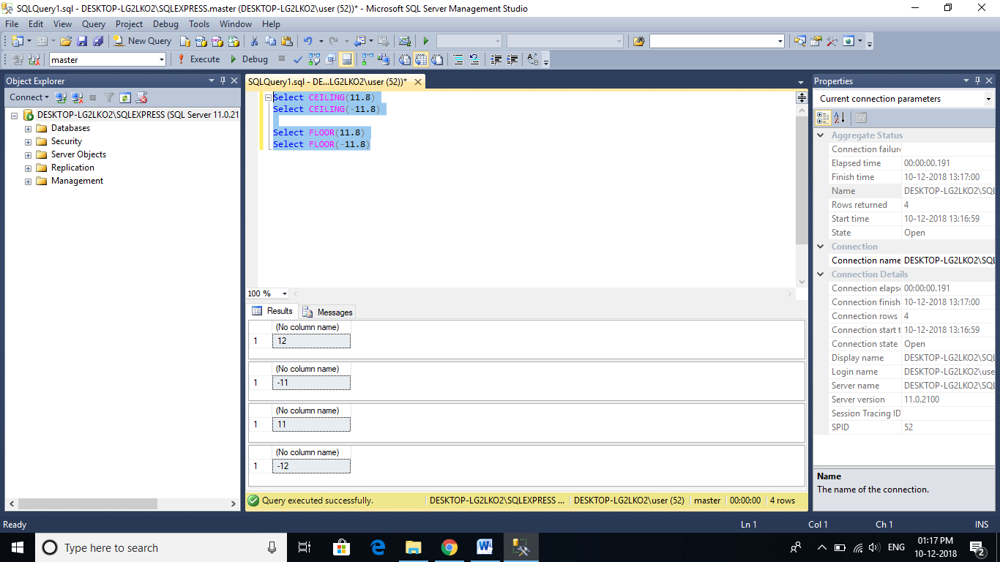 SQLQuery1.sql - DESKTOP-LG2LKO2\SQLEXPRESS.master (DESKTOP-LG2LKO2\user (52))* - Microsoft SQL Server Management Studio
File Edit View Query Project Debug Tools Window Help
New Query
master Execute Debug
Object Explorer
Connect
DESKTOP-LG2LKO2\SQLEXPRESS (SQL Server 11.0.21
Databases
Security
Server Objects
Replication
Management
SQLQuery1.sql - DE...LG2LKO2\user (52))*
Select CEILING(11.8)
Select CEILING(-11.8)
Select FLOOR(11.8)
Select FLOOR(-11.8)
100 %
Results Messages
(No column name)
1 12
(No column name)
1 -11
(No column name)
1 11
(No column name)
1 -12
Query executed successfully. DESKTOP-LG2LKO2\SQLEXPRESS ... DESKTOP-LG2LKO2\user (52) master 00:00:00 4 rows
Properties
Current connection parameters
Aggregate Status
Connection failure
Elapsed time 00:00:00.191
Finish time 10-12-2018 13:17:00
Name DESKTOP-LG2LKO2\SQL
Rows returned 4
Start time 10-12-2018 13:16:59
State Open
Connection
Connection name DESKTOP-LG2LKO2\SQL
Connection Details
Connection elaps 00:00:00.191
Connection finish 10-12-2018 13:17:00
Connection rows 4
Connection start t 10-12-2018 13:16:59
Connection state Open
Display name DESKTOP-LG2LKO2\SQL
Login name DESKTOP-LG2LKO2\use
Server name DESKTOP-LG2LKO2\SQL
Server version 11.0.2100
Session Tracing ID
SPID 52
Name
The name of the connection.
Ready Ln 1 Col 1 Ch 1 INS
Type here to search
ENG
01:17 PM
10-12-2018
2